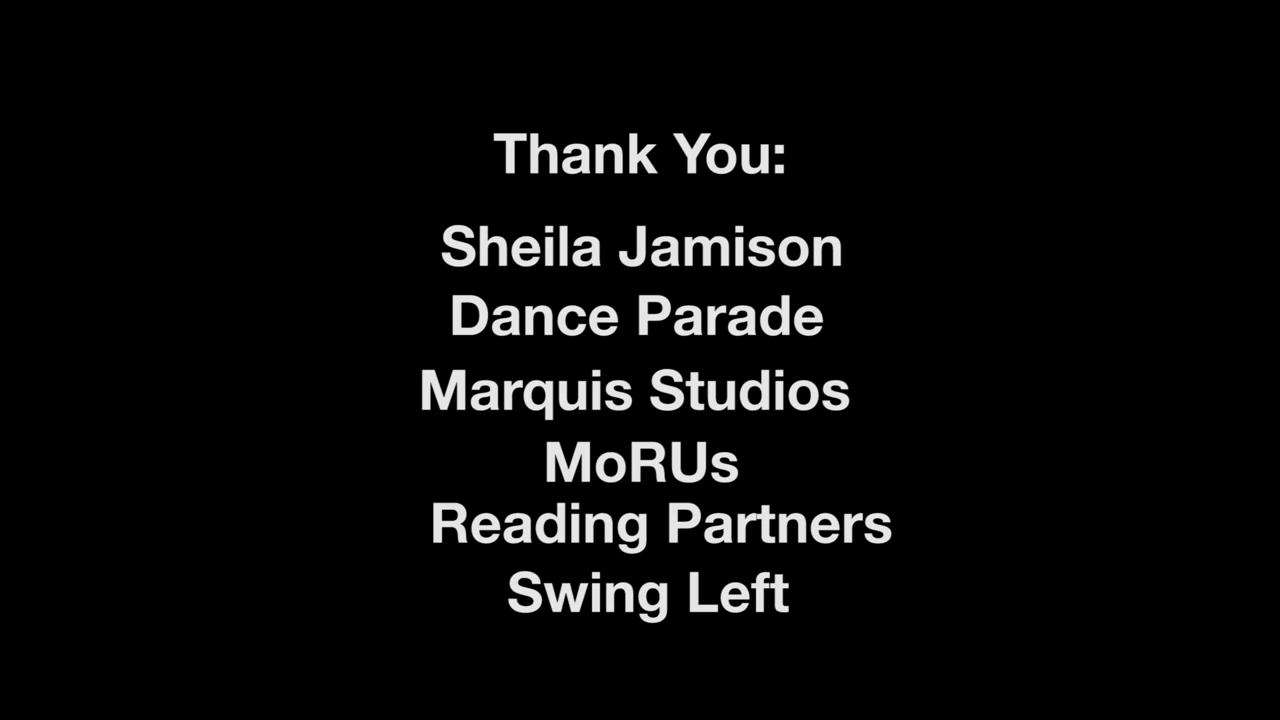 Thank You:
Sheila Jamison
Dance Parade
Marquis Studios
MoRUs
Reading Partners
Swing Left